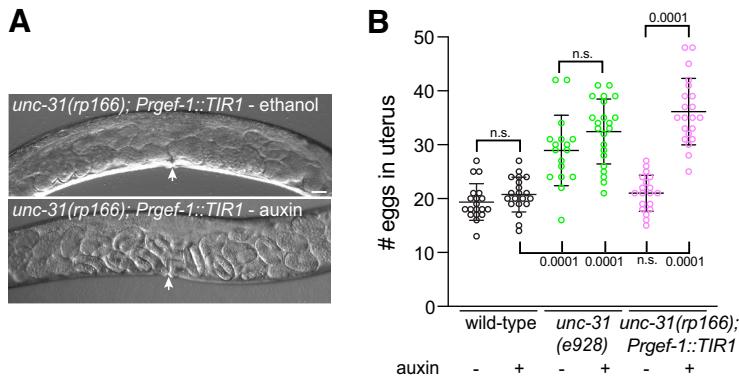 A
unc-31(rp166); Prgef-1::TIR1 - ethanol
unc-31(rp166); Prgef-1::TIR1 - auxin
B
# eggs in uterus
50
40
30
20
10
0
n.s.
n.s.
0.0001
0.0001
0.0001
n.s.
0.0001
wild-type
unc-31
(e928)
unc-31(rp166);
Prgef-1::TIR1
auxin
- + - + - +